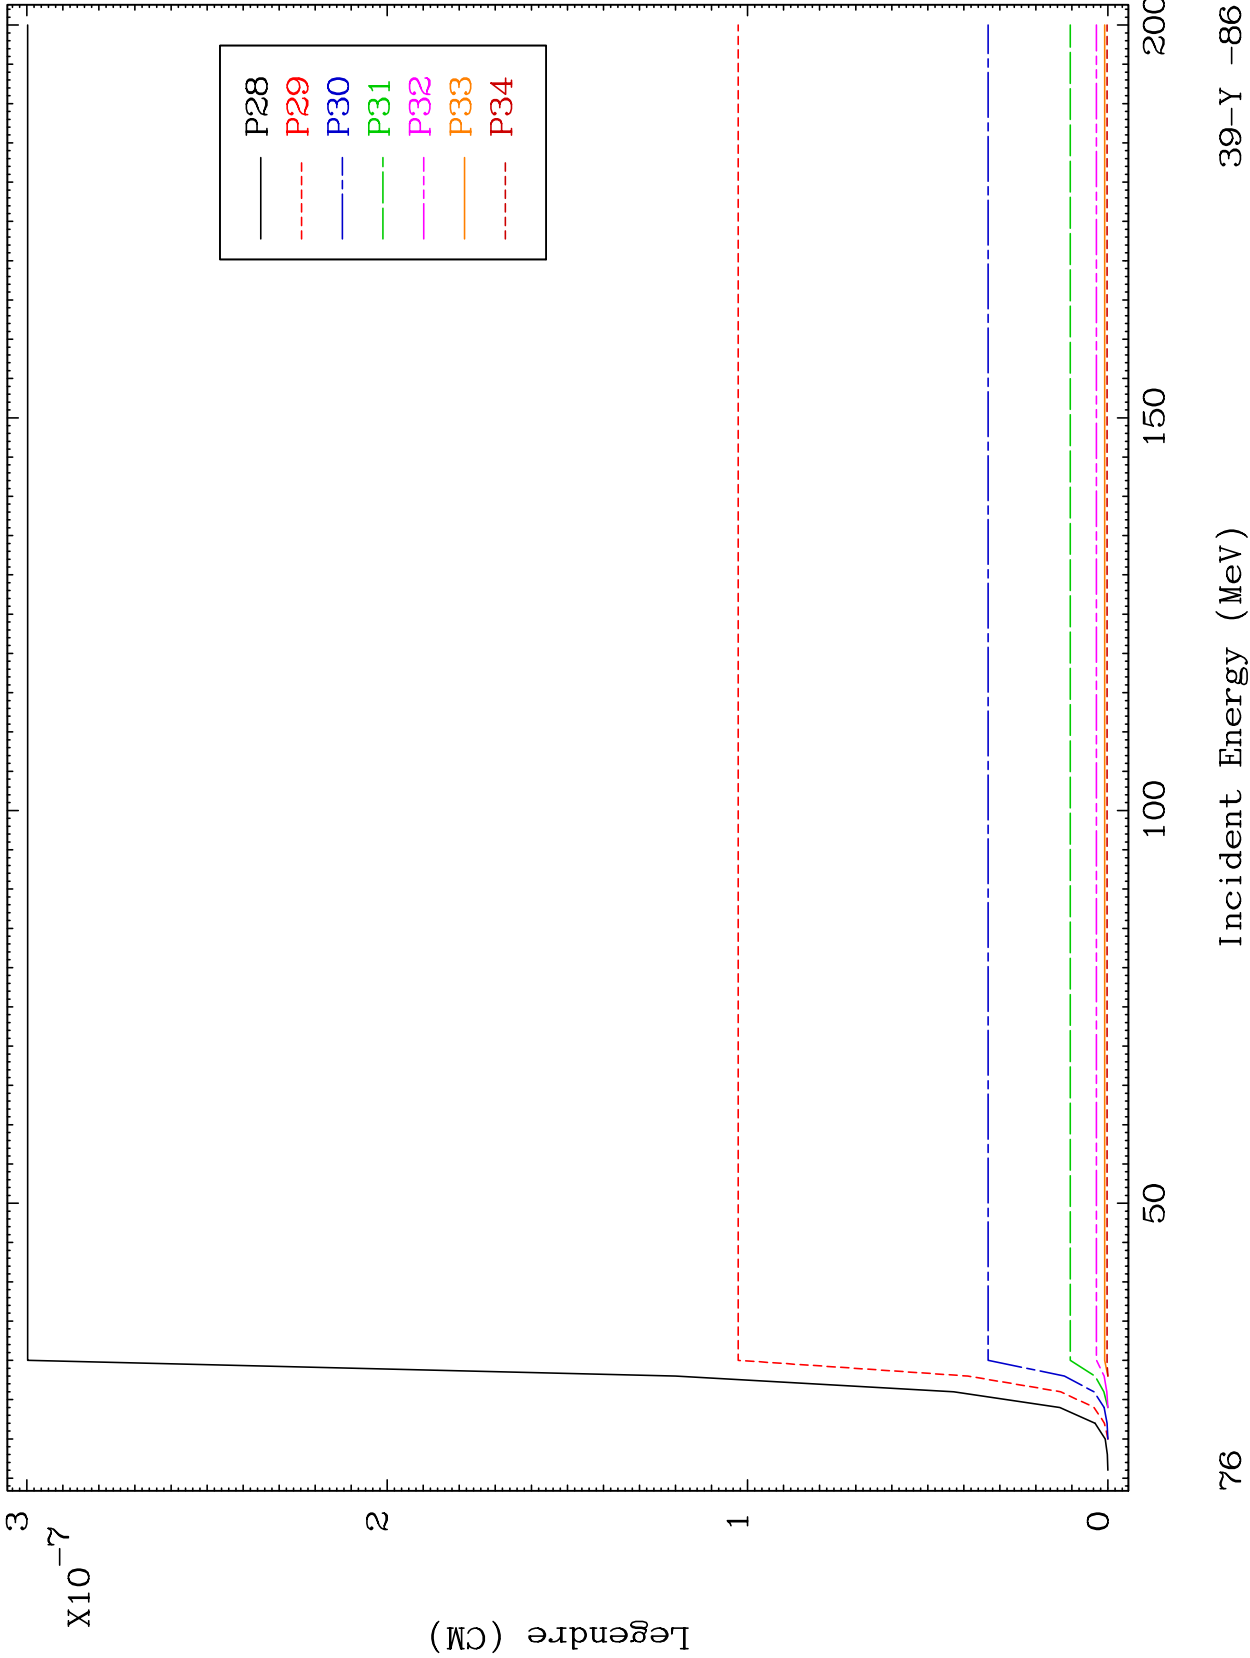 3
X10⁻⁷
2
1
0
Legendre (CM)
P28
P29
P30
P31
P32
P33
P34
50
100
150
200
Incident Energy (MeV)
76
39-Y -86